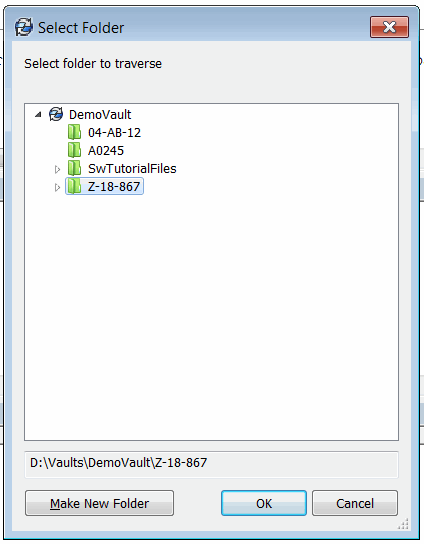 Select Folder
Select folder to traverse
DemoVault
04-AB-12
A0245
SwTutorialFiles
Z-18-867
D:\Vaults\DemoVault\Z-18-867
Make New Folder OK Cancel